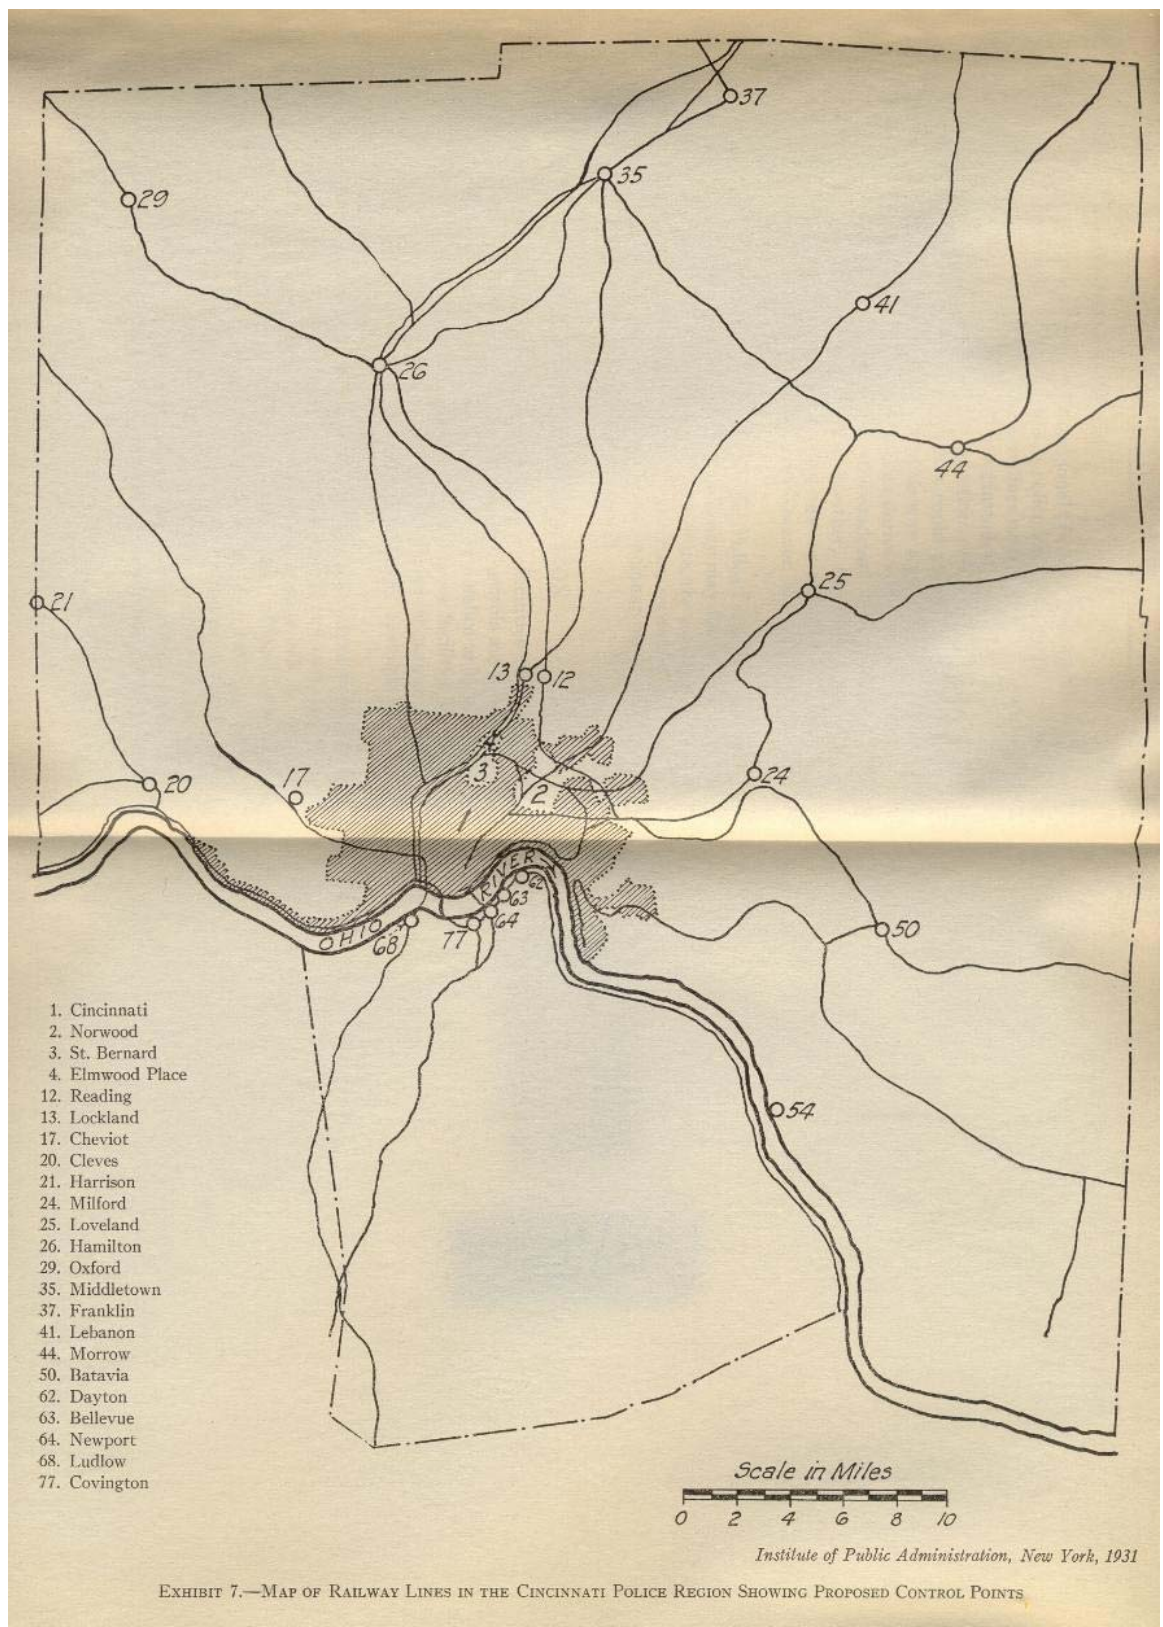 37
35
29
41
26
44
21
25
13
12
3
2
20
17
24
1
RIVER
62
63
64
OHIO
68
77
50
54
1. Cincinnati
2. Norwood
3. St. Bernard
4. Elmwood Place
12. Reading
13. Lockland
17. Cheviot
20. Cleves
21. Harrison
24. Milford
25. Loveland
26. Hamilton
29. Oxford
35. Middletown
37. Franklin
41. Lebanon
44. Morrow
50. Batavia
62. Dayton
63. Bellevue
64. Newport
68. Ludlow
77. Covington
Scale in Miles
0 2 4 6 8 10
Institute of Public Administration, New York, 1931
Exhibit 7.—Map of Railway Lines in the Cincinnati Police Region Showing Proposed Control Points